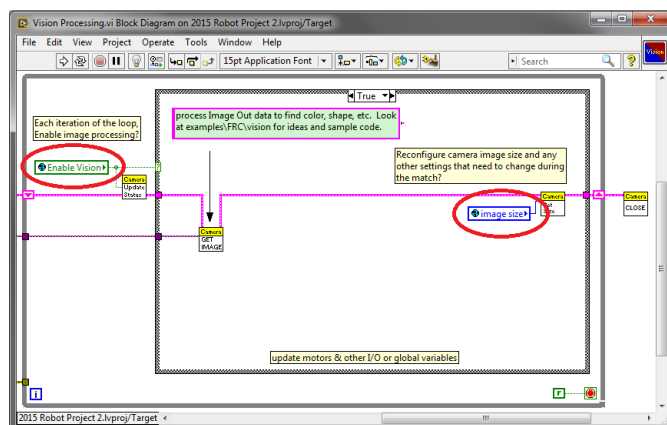 Vision Processing.vi Block Diagram on 2015 Robot Project 2.lvproj/Target
File Edit View Project Operate Tools Window Help
15pt Application Font
Search
Vision
True
process Image Out data to find color, shape, etc. Look
at examples\FRC\vision for ideas and sample code.
Each iteration of the loop,
Enable image processing?
Reconfigure camera image size and any
other settings that need to change during
the match?
Enable Vision
?
Camera
Update
Status
image size
Camera
Size
Camera
CLOSE
Camera
GET
IMAGE
update motors & other I/O or global variables
i
F
2015 Robot Project 2.lvproj/Target